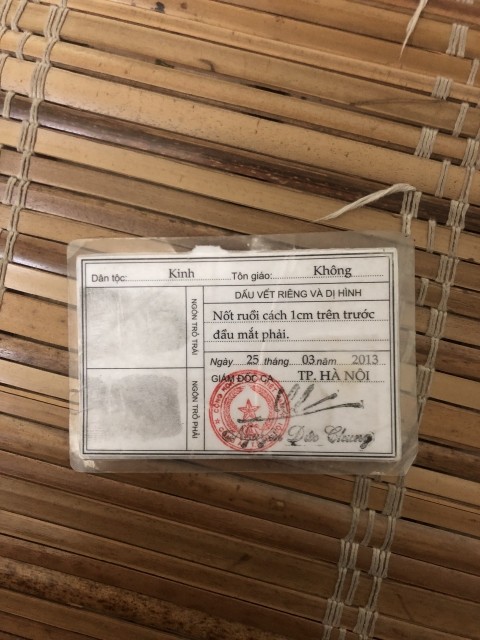 Dân tộc: Kinh Tôn giáo: Không
NGÓN TRỎ TRÁI
NGÓN TRỎ PHẢI
DẤU VẾT RIÊNG VÀ DỊ HÌNH
Nốt ruồi cách 1cm trên trước
đầu mắt phải.
Ngày 25 tháng 03 năm 2013
GIÁM ĐỐC CA TP. HÀ NỘI
Đức Chung